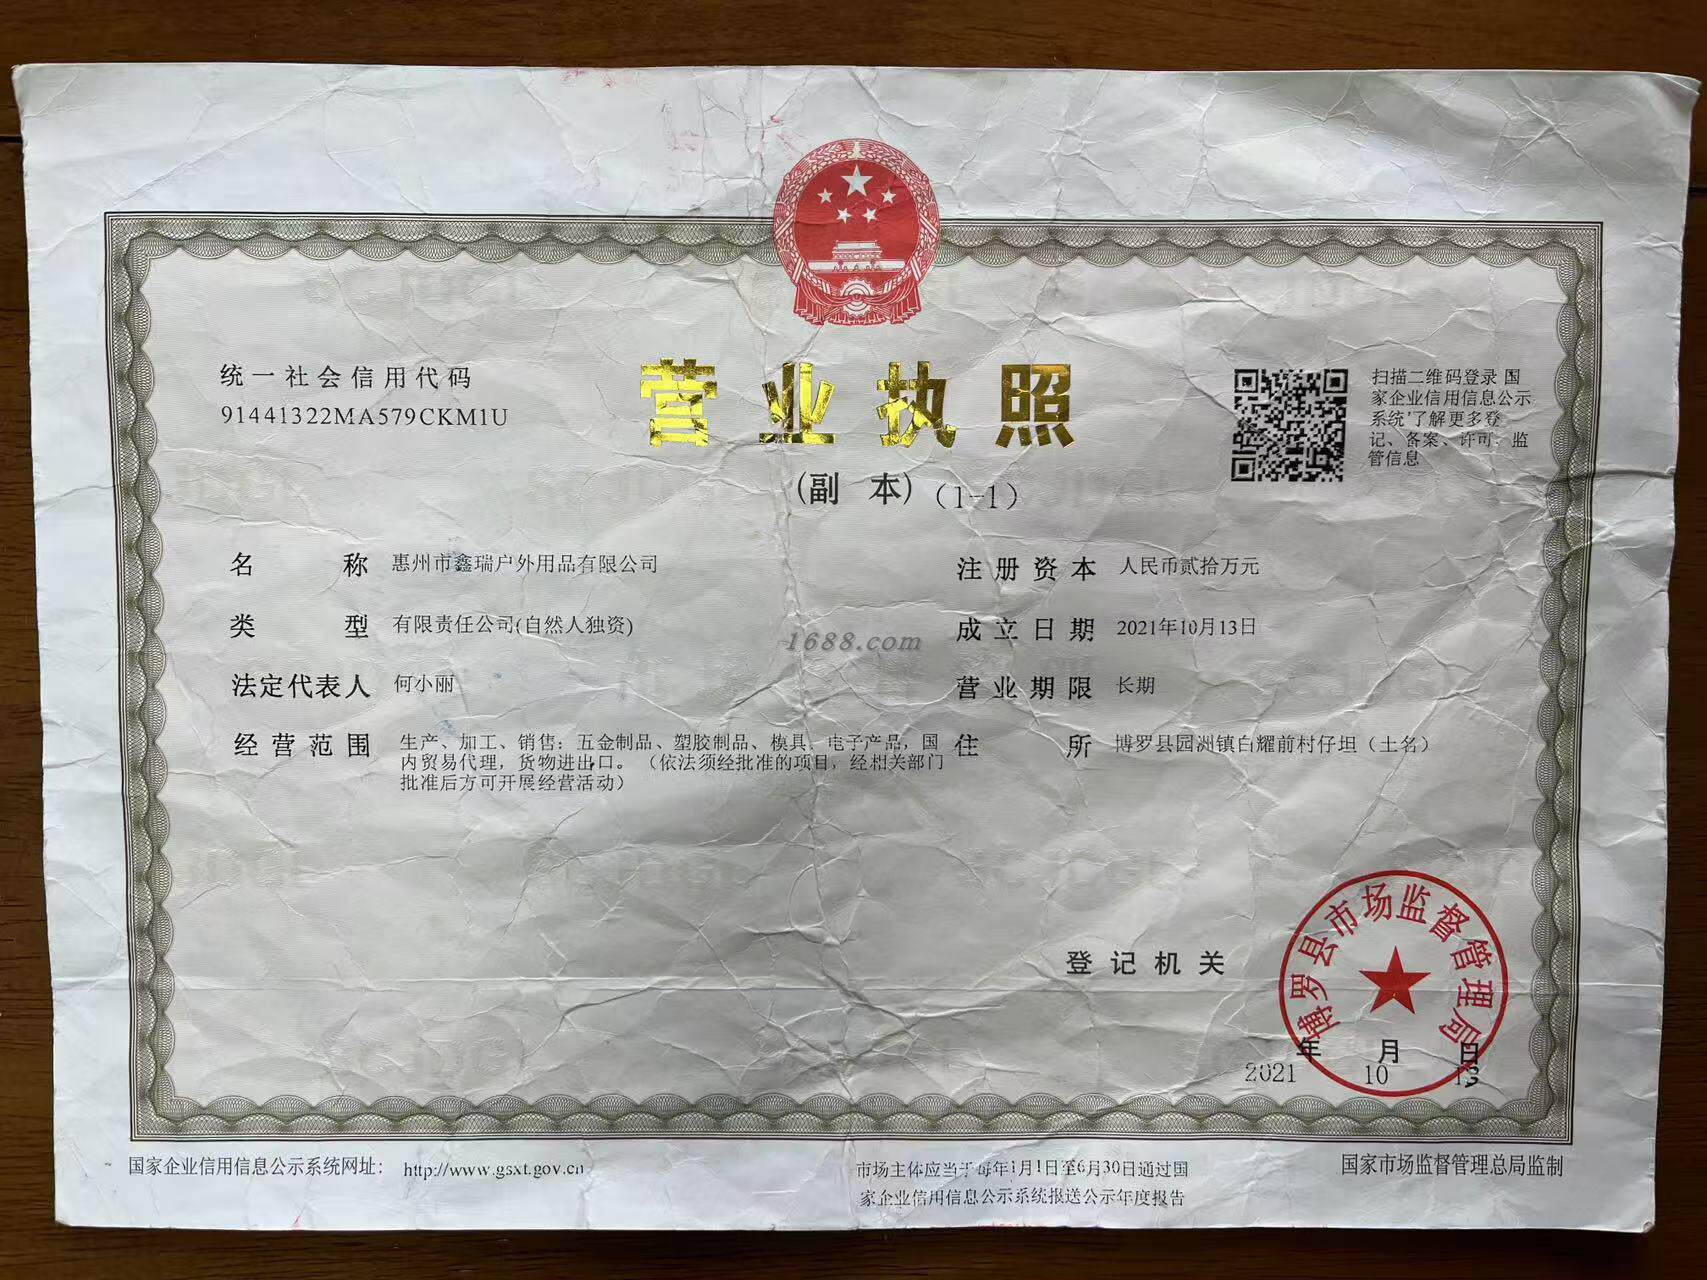 统一社会信用代码
91441322MA579CKM1U
营业执照
(副 本) (1-1)
扫描二维码登录 国
家企业信用信息公示
系统'了解更多登
记、备案、许可、监
管信息
名称 惠州市鑫瑞户外用品有限公司
类型 有限责任公司(自然人独资)
法定代表人 何小丽
经营范围 生产、加工、销售：五金制品、塑胶制品、模具、电子产品，国
内贸易代理，货物进出口。（依法须经批准的项目，经相关部门
批准后方可开展经营活动）
注册资本 人民币贰拾万元
成立日期 2021年10月13日
营业期限 长期
住所 博罗县园洲镇白耀前村仔坦（土名）
1688.com
登记机关
博罗县市场监督管理局
年 月 日
2021 10 13
国家企业信用信息公示系统网址： http://www.gsxt.gov.cn
市场主体应当于每年1月1日至6月30日通过国
家企业信用信息公示系统报送公示年度报告
国家市场监督管理总局监制